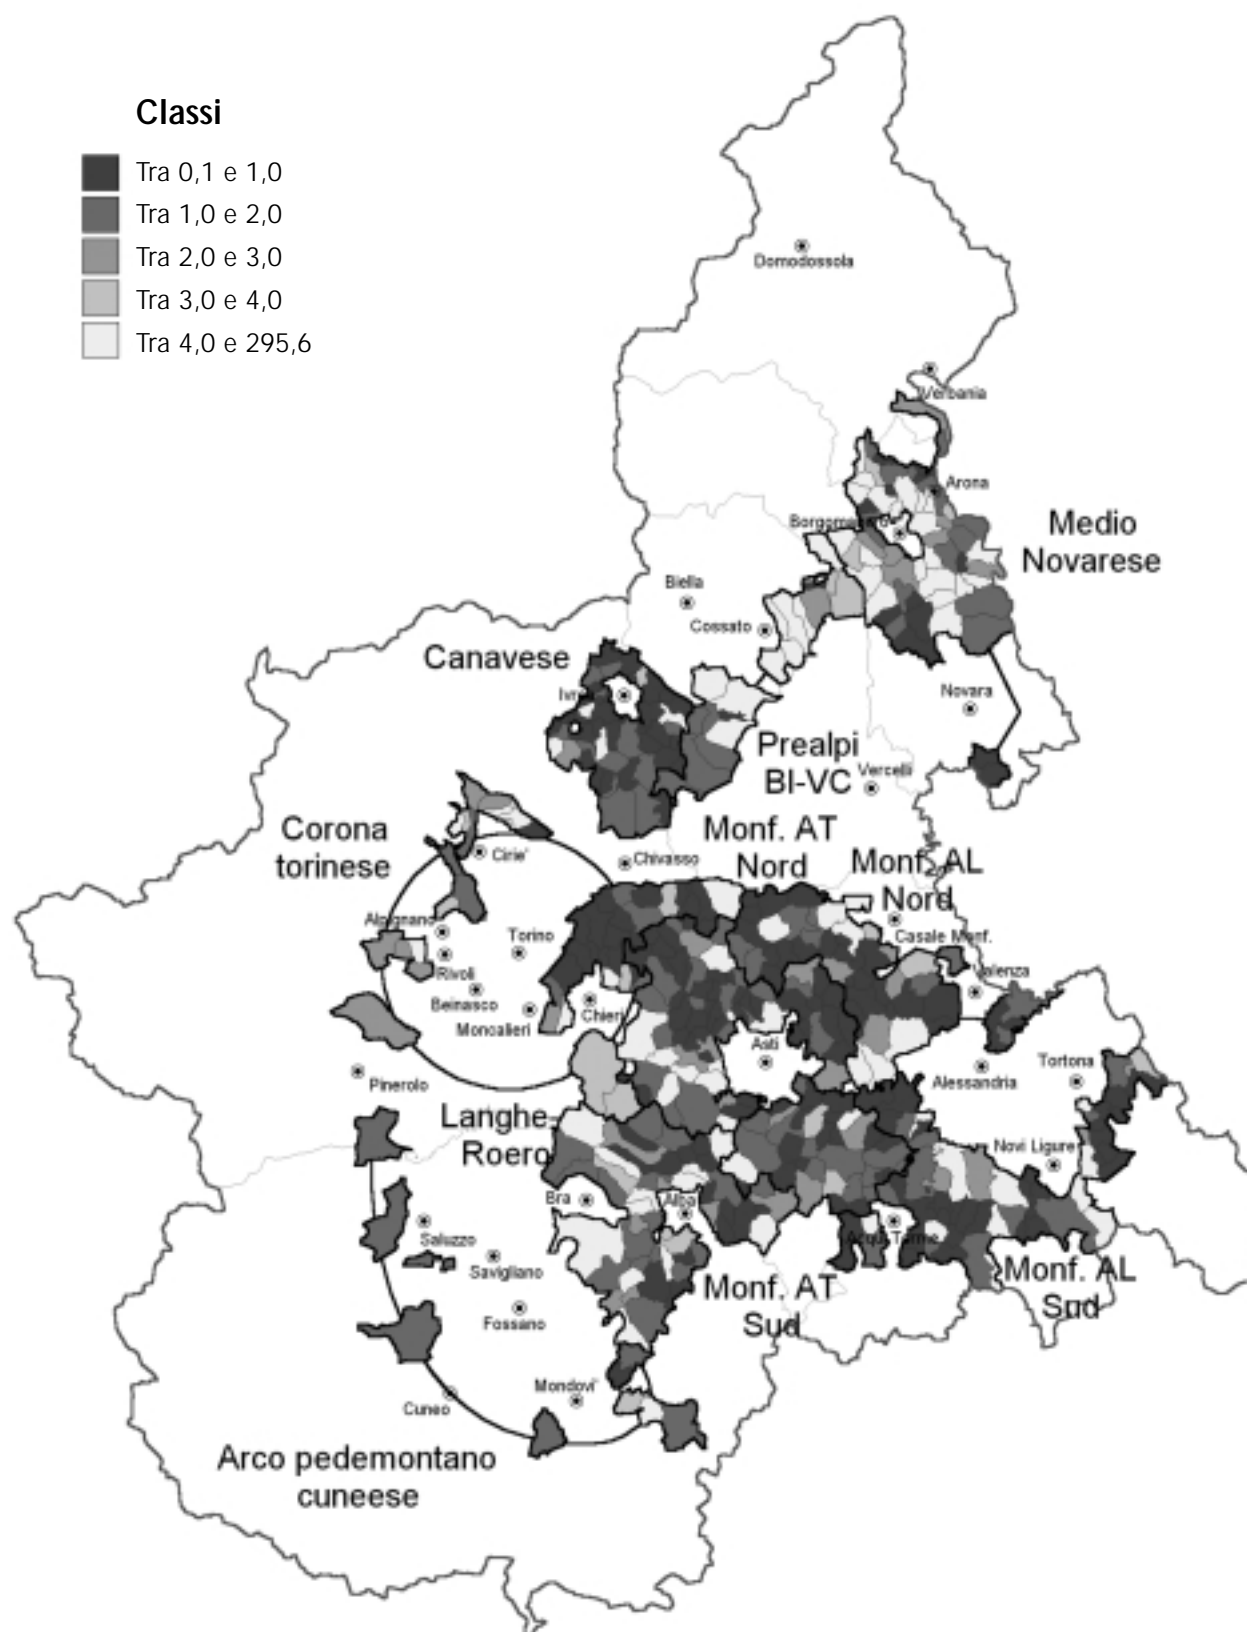 Classi
Tra 0,1 e 1,0
Tra 1,0 e 2,0
Tra 2,0 e 3,0
Tra 3,0 e 4,0
Tra 4,0 e 295,6
Domodossola
Verbania
Arona
Medio
Novarese
Biella
Cossato
Canavese
Novara
Prealpi
BI-VC
Vercelli
Corona
torinese
Monf. AT
Nord
Monf. AL
Nord
Cirie'
Chivasso
Alpignano
Torino
Casale Monf.
Rivoli
Valenza
Beinasco
Moncalieri
Chieri
Asti
Pinerolo
Alessandria
Tortona
Langhe
Roero
Novi Ligure
Bra
Alba
Saluzzo
Acqui Terme
Savigliano
Monf. AT
Sud
Monf. AL
Sud
Fossano
Mondovi'
Cuneo
Arco pedemontano
cuneese